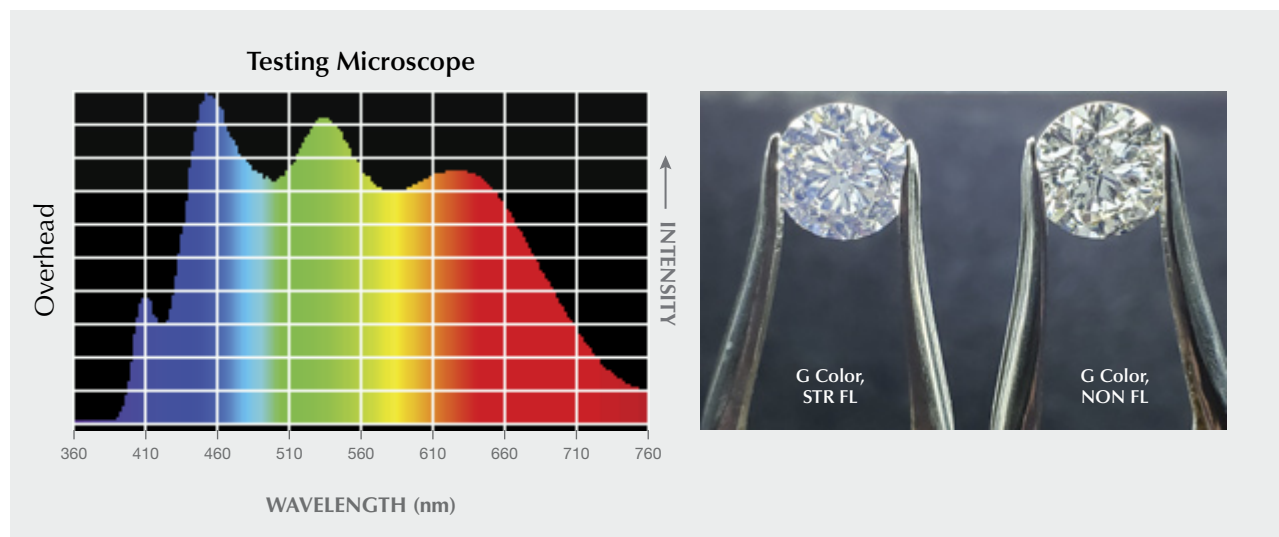 Testing Microscope
Overhead
INTENSITY
360 410 460 510 560 610 660 710 760
WAVELENGTH (nm)
G Color,
STR FL
G Color,
NON FL